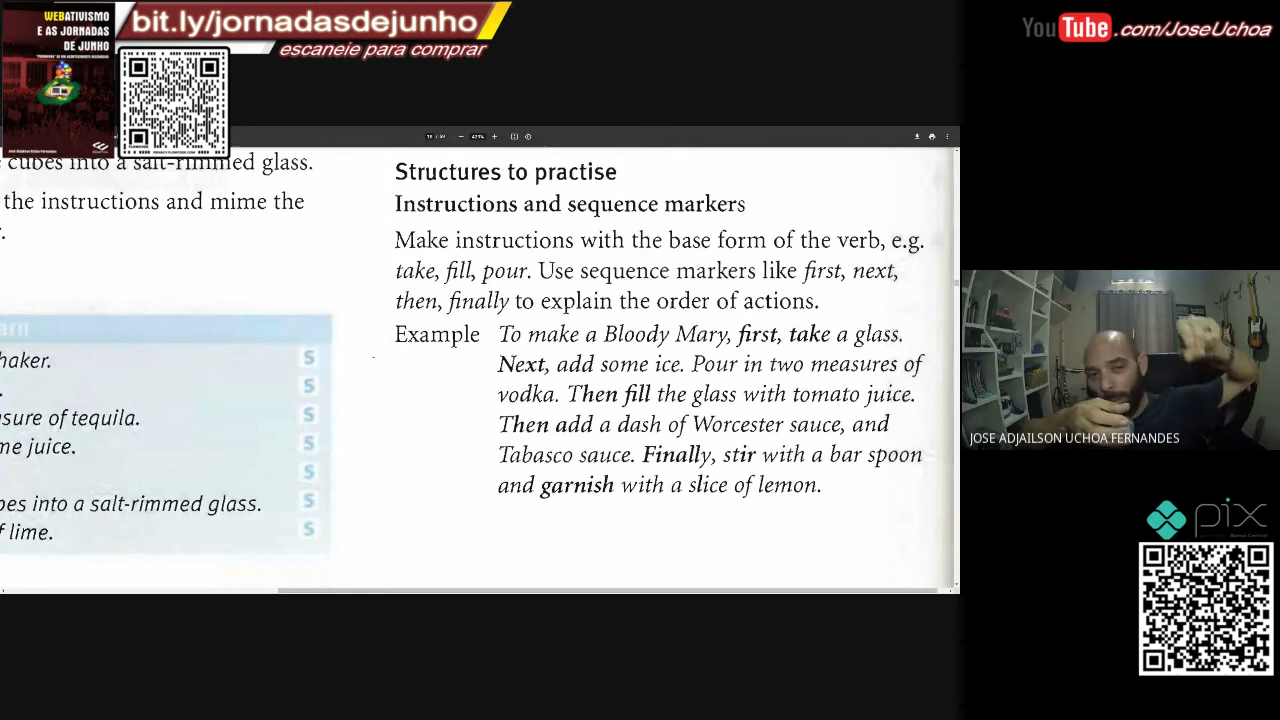 WEBATIVISMO
E AS JORNADAS
DE JUNHO
bit.ly/jornadasdejunho
escaneie para comprar
YouTube.com/JoseUchoa
cubes into a salt-rimmed glass.
the instructions and mime the
r.
haker.
sure of tequila.
me juice.
bes into a salt-rimmed glass.
f lime.
S
S
S
S
S
S
S
Structures to practise
Instructions and sequence markers
Make instructions with the base form of the verb, e.g.
take, fill, pour. Use sequence markers like first, next,
then, finally to explain the order of actions.
Example To make a Bloody Mary, first, take a glass.
Next, add some ice. Pour in two measures of
vodka. Then fill the glass with tomato juice.
Then add a dash of Worcester sauce, and
Tabasco sauce. Finally, stir with a bar spoon
and garnish with a slice of lemon.
JOSE ADJAILSON UCHOA FERNANDES
pix